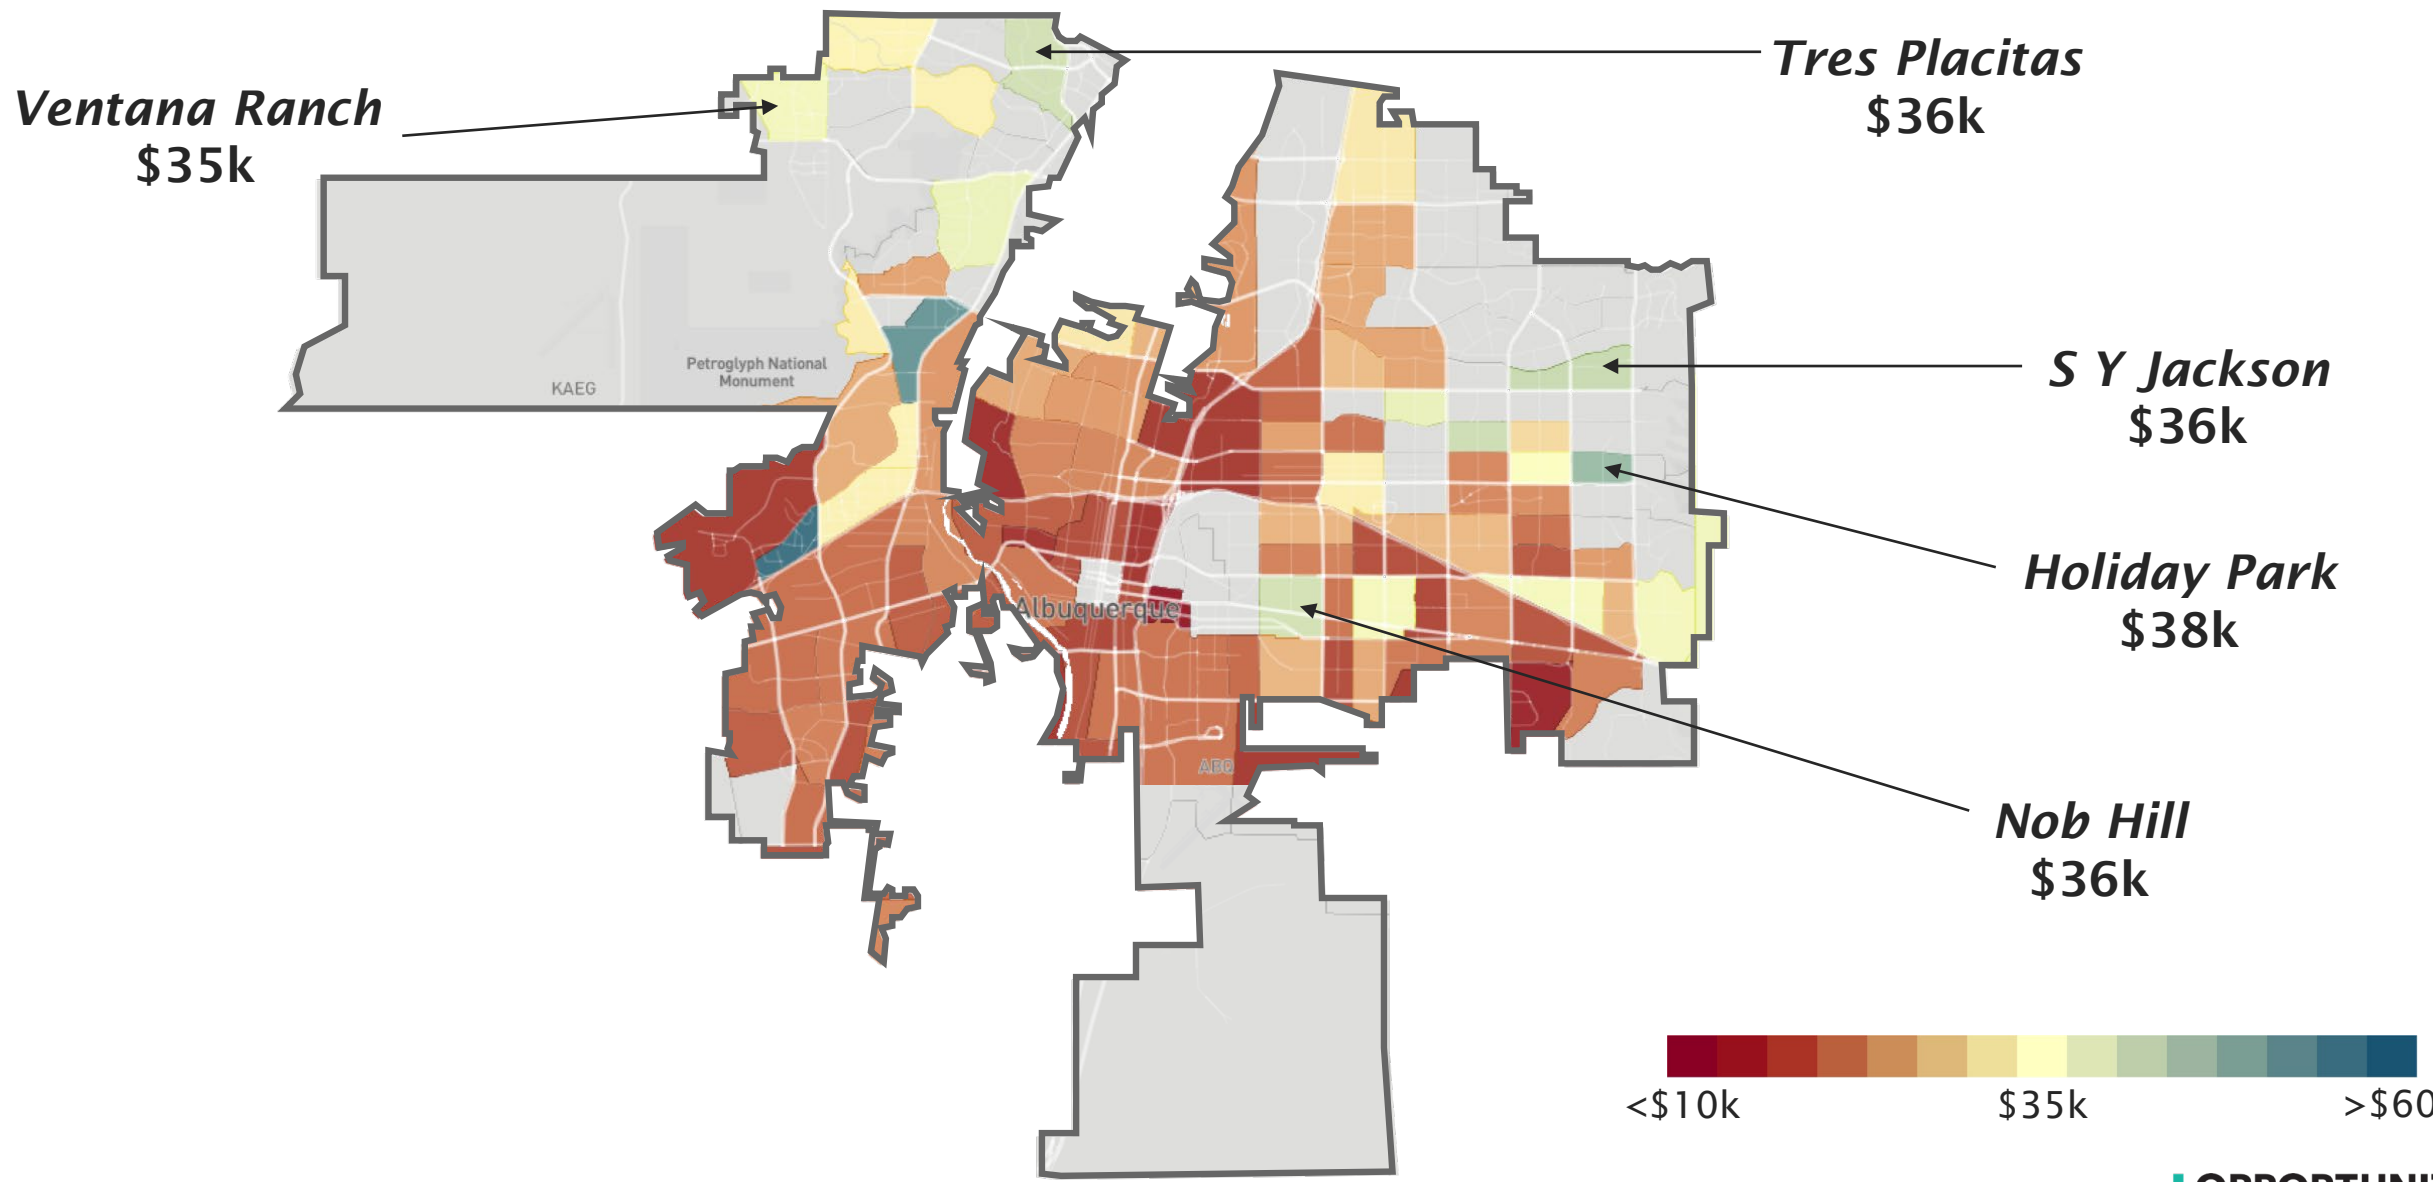 Tres Placitas
$36k
Ventana Ranch
$35k
Petroglyph National
Monument
KAEG
S Y Jackson
$36k
Holiday Park
$38k
Albuquerque
ABQ
Nob Hill
$36k
<$10k
$35k
>$60